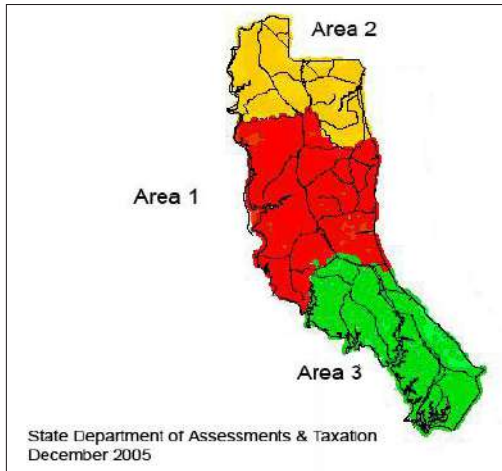 Area 2
Area 1
Area 3
State Department of Assessments & Taxation
December 2005